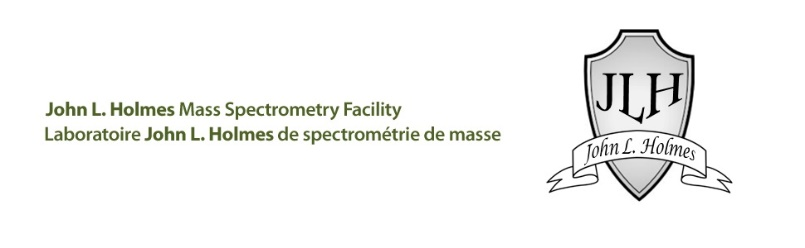 John L. Holmes Mass Spectrometry Facility
Laboratoire John L. Holmes de spectrométrie de masse
JLH
John L. Holmes